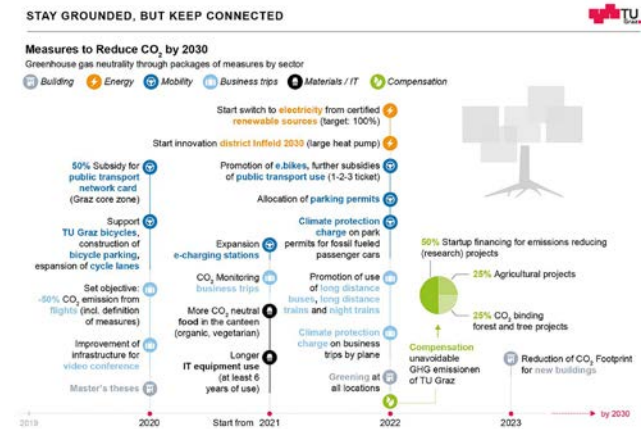 STAY GROUNDED, BUT KEEP CONNECTED
TU
Graz
Measures to Reduce CO₂ by 2030
Greenhouse gas neutrality through packages of measures by sector
Building
Energy
Mobility
Business trips
Materials / IT
Compensation
Start switch to electricity from certified
renewable sources (target: 100%)
Start innovation district Inffeld 2030 (large heat pump)
50% Subsidy for
public transport
network card
(Graz core zone)
Promotion of e.bikes, further subsidies
of public transport use (1-2-3 ticket)
Allocation of parking permits
Support
TU Graz bicycles,
construction of
bicycle parking,
expansion of cycle lanes
Climate protection
charge on park
permits for fossil fueled
passenger cars
Expansion
e-charging stations
50% Startup financing for emissions reducing
(research) projects
25% Agricultural projects
25% CO₂ binding
forest and tree projects
Set objective:
-50% CO₂ emission from
flights (incl. definition
of measures)
CO₂ Monitoring
business trips
Promotion of use
of long distance
buses, long distance
trains and night trains
More CO₂ neutral
food in the canteen
(organic, vegetarian)
Climate protection
charge on business
trips by plane
Improvement of
infrastructure for
video conference
Longer
IT equipment use
(at least 6
years of use)
Compensation
unavoidable
GHG emissionen
of TU Graz
Reduction of CO₂ Footprint
for new buildings
Master's theses
Greening at
all locations
2019
2020
Start from
2021
2022
2023
by 2030